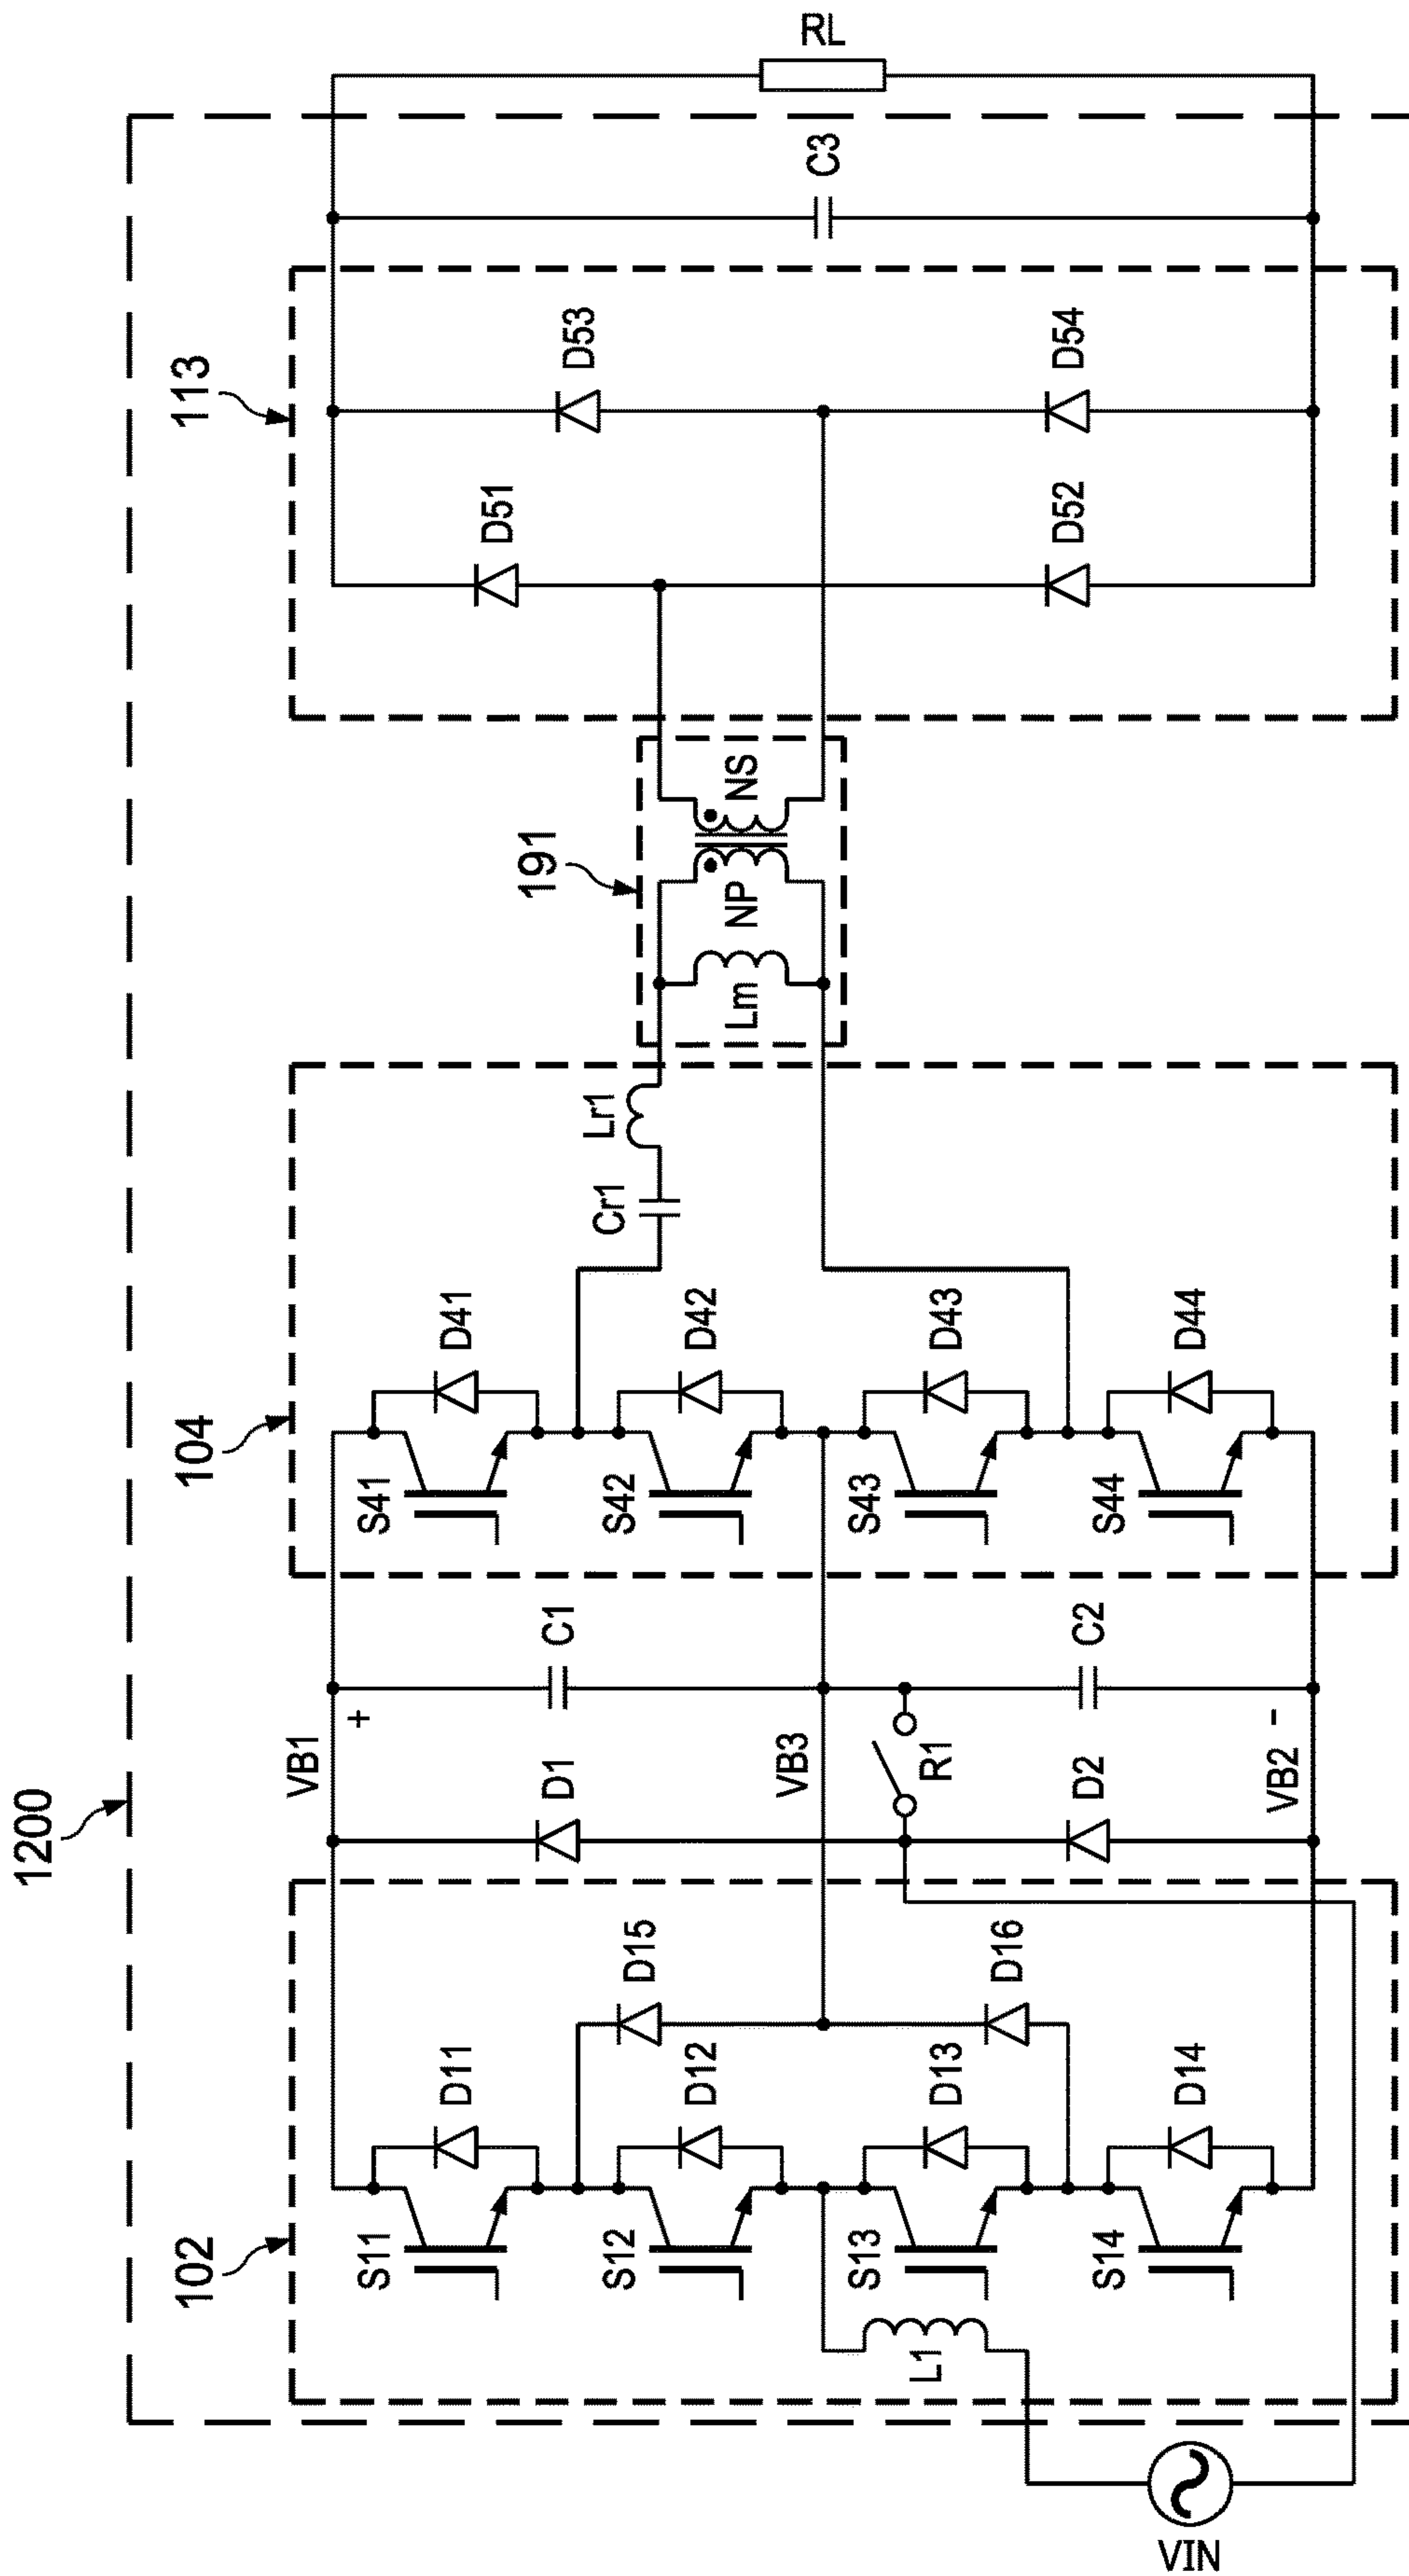 1200
102
104
191
113
VIN
L1
S11
D11
S12
D12
S13
D13
S14
D14
D15
D16
VB1
+
D1
C1
VB3
R1
D2
C2
VB2
-
S41
D41
S42
D42
S43
D43
S44
D44
Cr1
Lr1
Lm
NP
NS
D51
D52
D53
D54
C3
RL